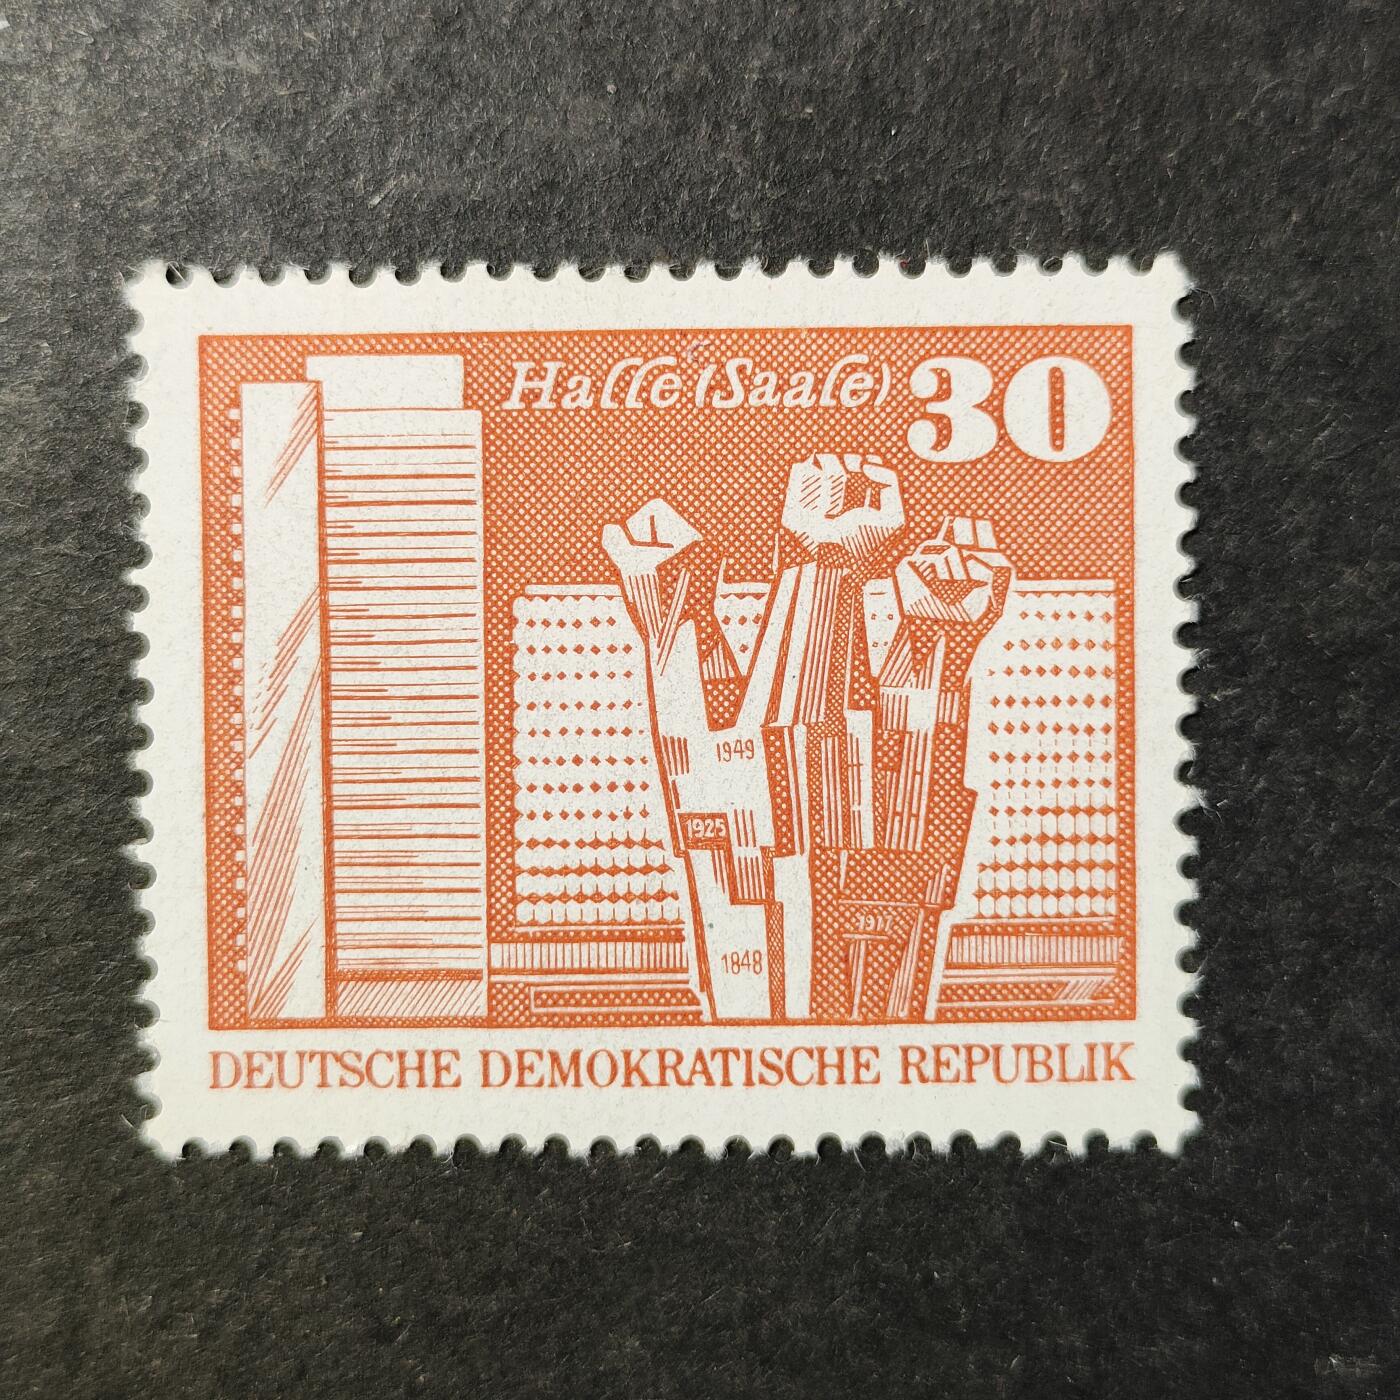 Halle (Saale) 30
1949
1925
1917
1848
DEUTSCHE DEMOKRATISCHE REPUBLIK